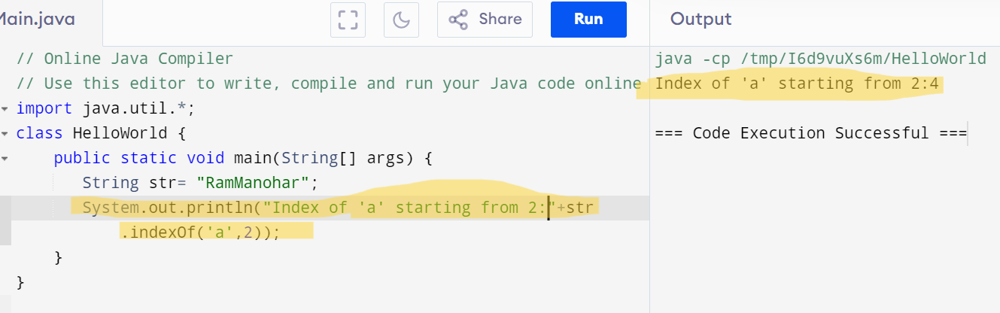 Main.java Share Run Output
// Online Java Compiler
// Use this editor to write, compile and run your Java code online
import java.util.*;
class HelloWorld {
public static void main(String[] args) {
String str= "RamManohar";
System.out.println("Index of 'a' starting from 2:"+str
.indexOf('a',2));
}
}
java -cp /tmp/I6d9vuXs6m/HelloWorld
Index of 'a' starting from 2:4
=== Code Execution Successful ===